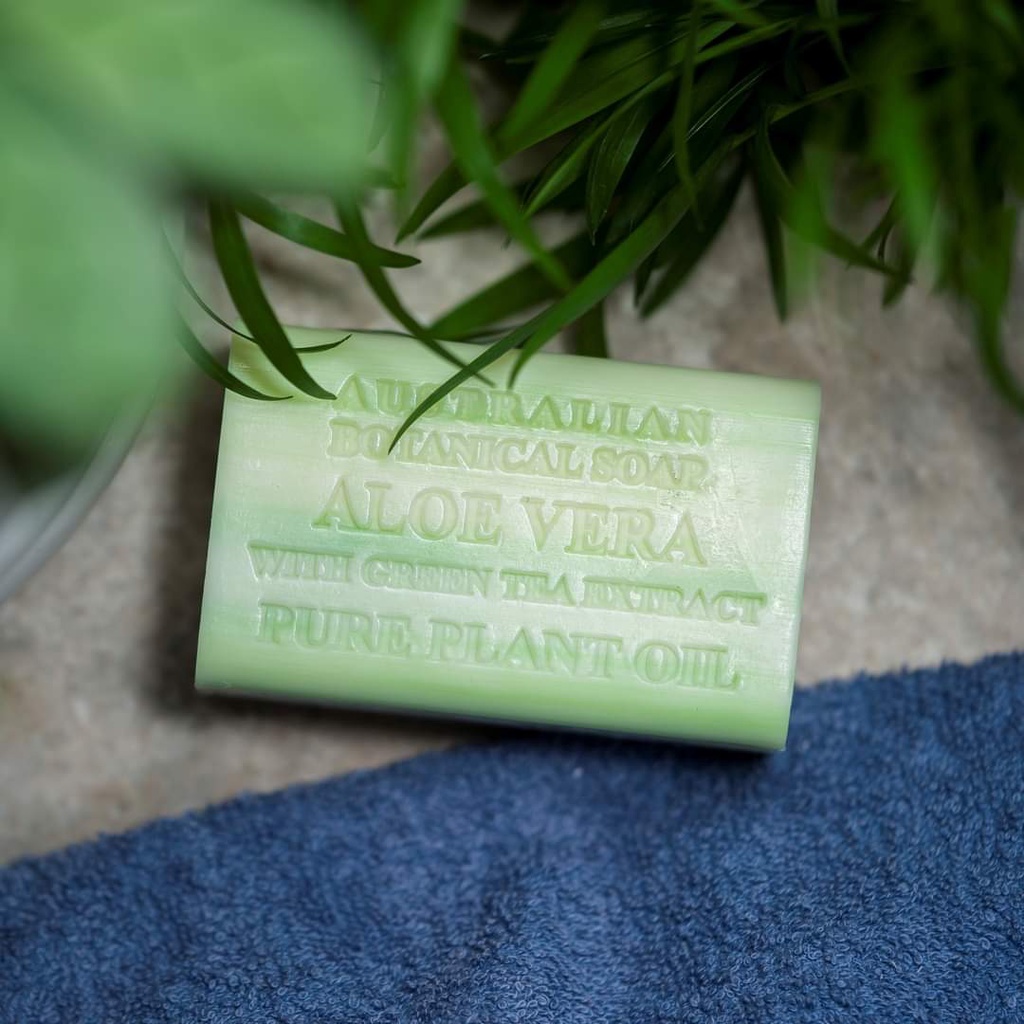 AUSTRALIAN
BOTANICAL SOAP
ALOE VERA
WITH GREEN TEA EXTRACT
PURE PLANT OIL